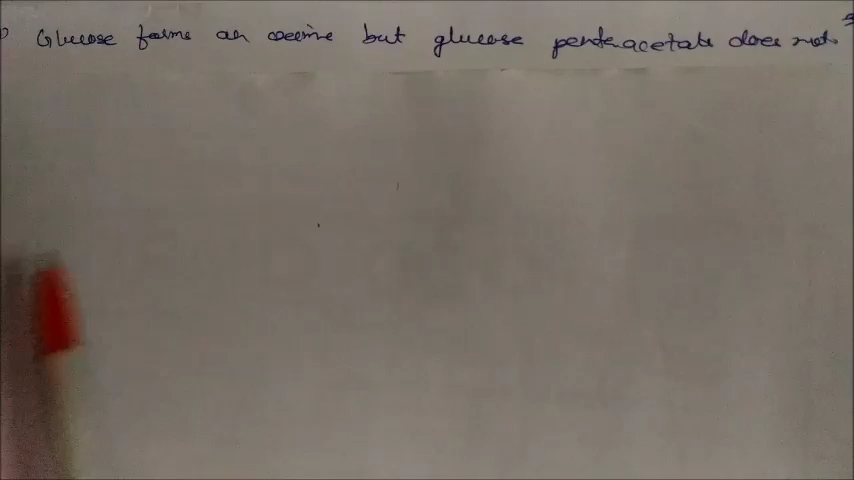 Glucose forms an oxime but glucose pentaacetate does not